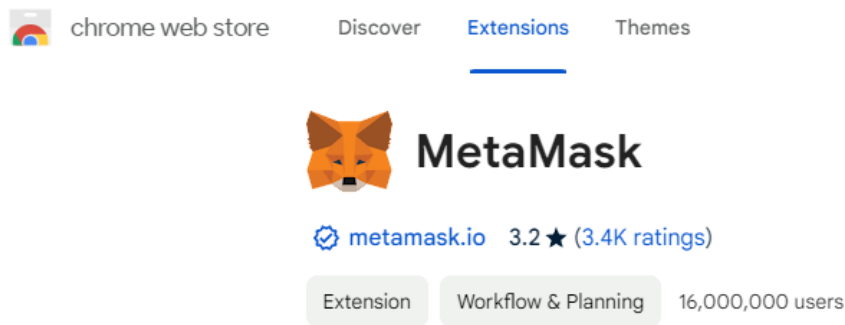 chrome web store Discover Extensions Themes
MetaMask
metamask.io 3.2 ★ (3.4K ratings)
Extension Workflow & Planning 16,000,000 users